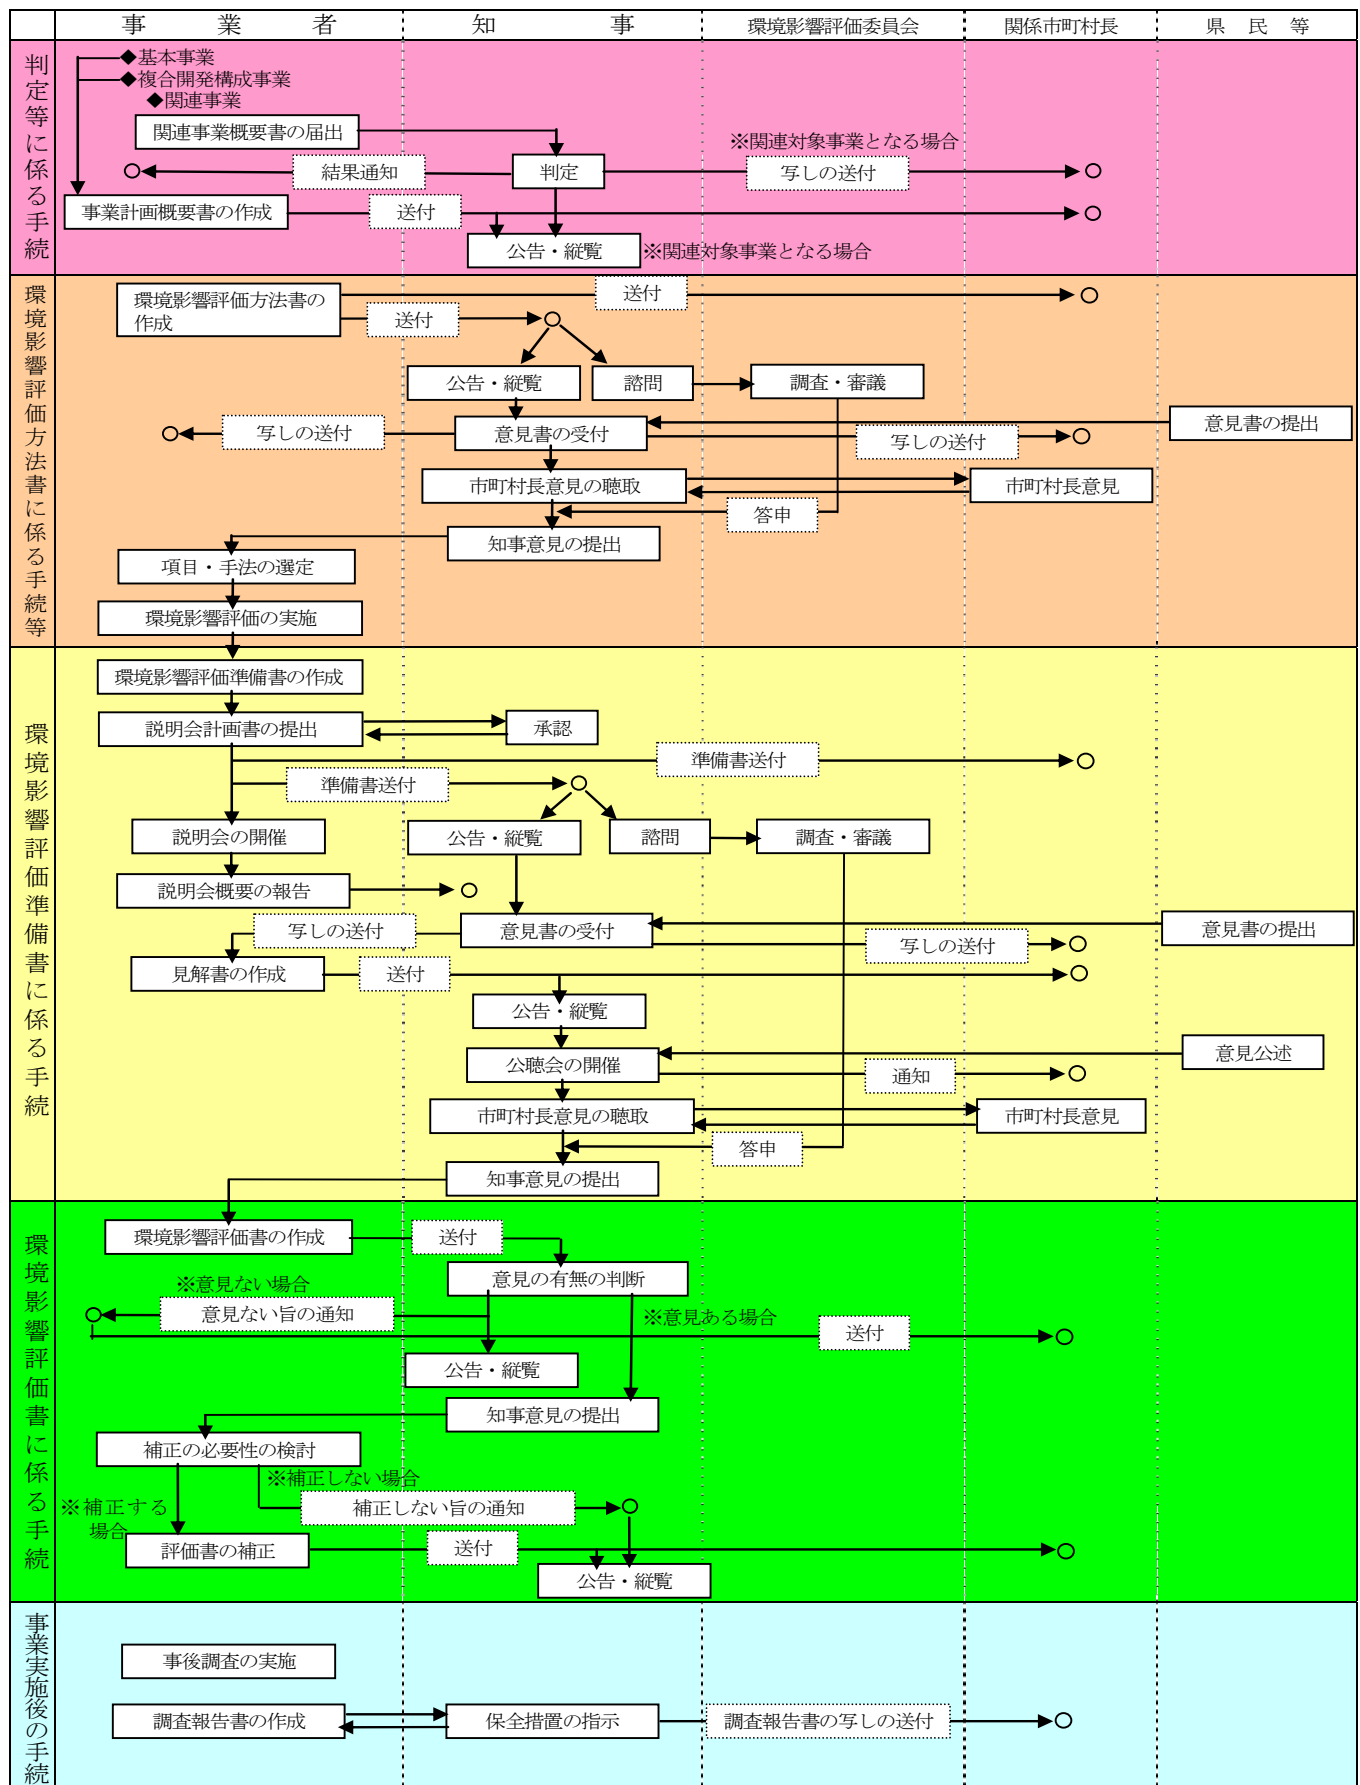 事　業　者　知　事　環境影響評価委員会　関係市町村長　県　民　等
判定等に係る手続
◆基本事業
◆複合開発構成事業
◆関連事業
関連事業概要書の届出
※関連対象事業となる場合
結果通知　判定　写しの送付
事業計画概要書の作成　送付
公告・縦覧　※関連対象事業となる場合
環境影響評価方法書に係る手続等
環境影響評価方法書の
作成
送付
送付
公告・縦覧　諮問　調査・審議
意見書の提出
写しの送付　意見書の受付　写しの送付
市町村長意見の聴取　市町村長意見
答申
知事意見の提出
項目・手法の選定
環境影響評価の実施
環境影響評価準備書に係る手続
環境影響評価準備書の作成
説明会計画書の提出　承認
準備書送付
準備書送付
説明会の開催　公告・縦覧　諮問　調査・審議
説明会概要の報告
写しの送付　意見書の受付　意見書の提出
写しの送付
見解書の作成　送付
公告・縦覧
公聴会の開催　意見公述
通知
市町村長意見の聴取　市町村長意見
答申
知事意見の提出
環境影響評価書に係る手続
環境影響評価書の作成　送付
意見の有無の判断
※意見ない場合
意見ない旨の通知　※意見ある場合
送付
公告・縦覧
知事意見の提出
補正の必要性の検討
※補正しない場合
※補正する
場合
補正しない旨の通知
評価書の補正　送付
公告・縦覧
事業実施後の手続
事後調査の実施
調査報告書の作成　保全措置の指示　調査報告書の写しの送付